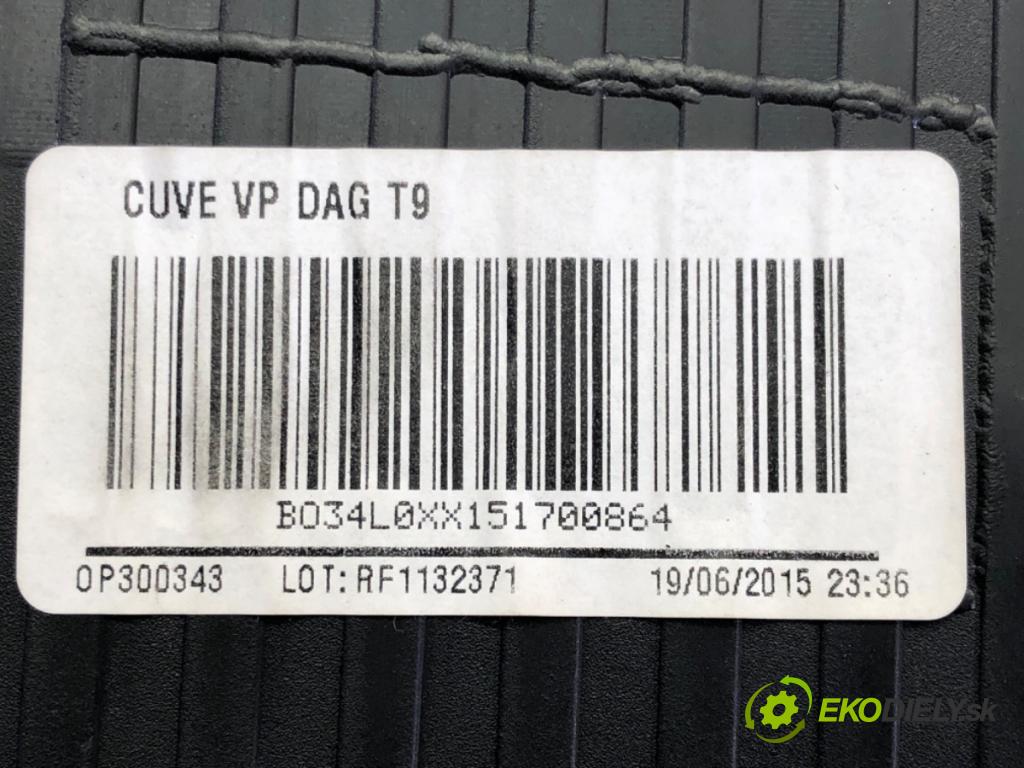 CUVE VP DAG T9
BO34L0XX151700864
OP300343 LOT: RF1132371 19/06/2015 23:36
EKODIELY.sk